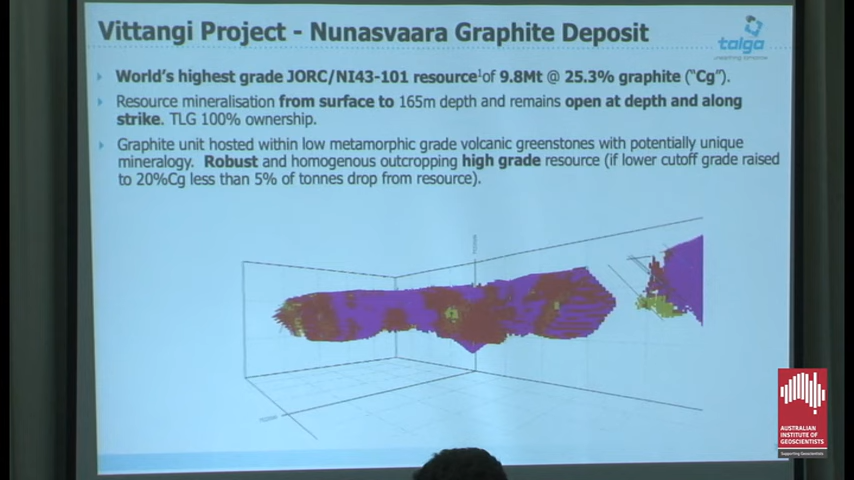 Vittangi Project - Nunasvaara Graphite Deposit
talga
World's highest grade JORC/NI43-101 resource¹of 9.8Mt @ 25.3% graphite ("Cg").
Resource mineralisation from surface to 165m depth and remains open at depth and along
strike. TLG 100% ownership.
Graphite unit hosted within low metamorphic grade volcanic greenstones with potentially unique
mineralogy. Robust and homogenous outcropping high grade resource (if lower cutoff grade raised
to 20%Cg less than 5% of tonnes drop from resource).
AUSTRALIAN
INSTITUTE OF
GEOSCIENTISTS
Supporting Geoscientists